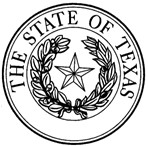 THE STATE OF TEXAS